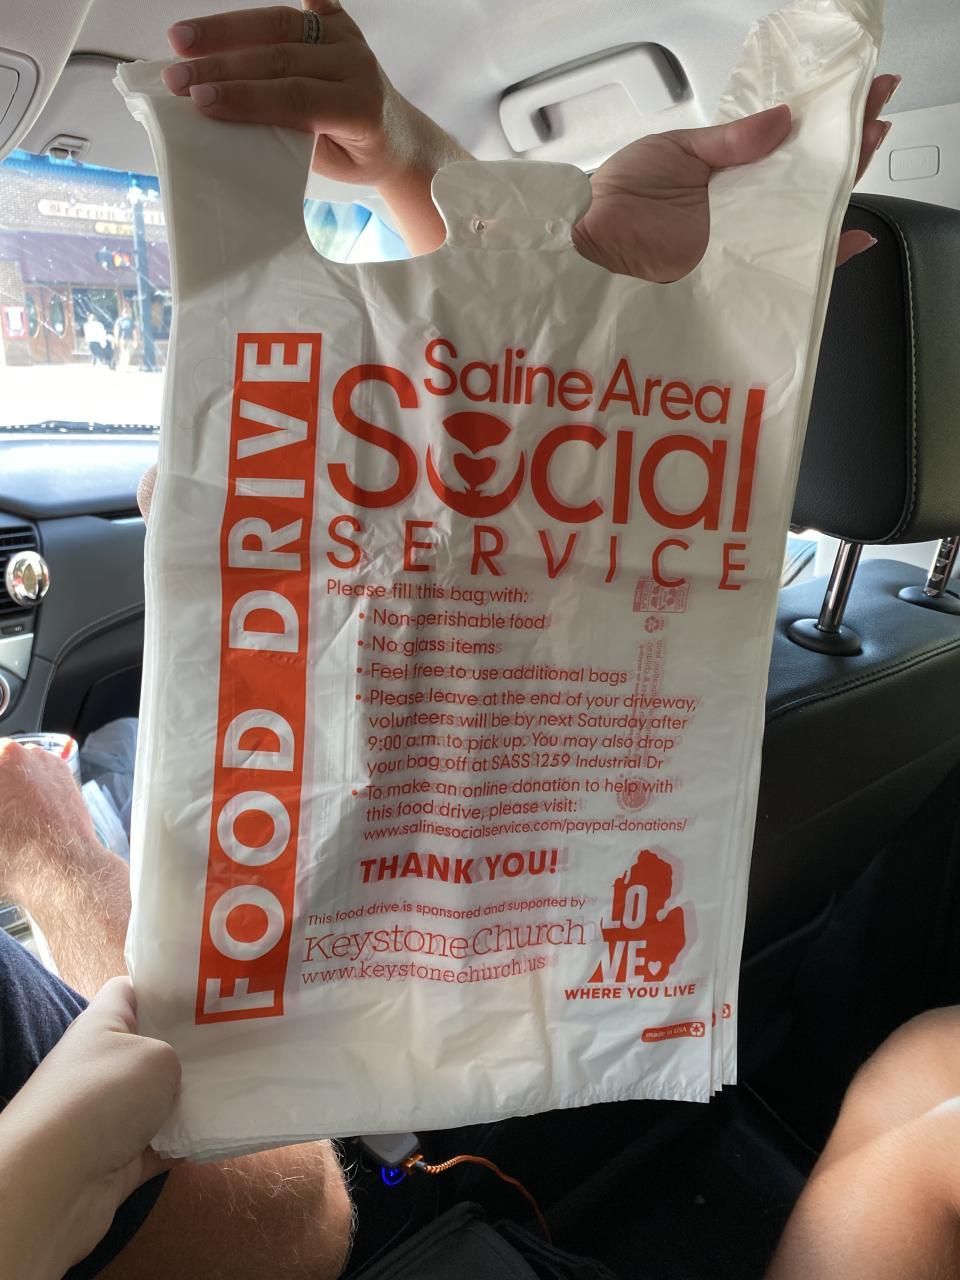 FOOD DRIVE
Saline Area
Social
SERVICE
Please fill this bag with:
• Non-perishable food
• No glass items
• Feel free to use additional bags
• Please leave at the end of your driveway,
volunteers will be by next Saturday after
9:00 a.m. to pick up. You may also drop
your bag off at SASS 1259 Industrial Dr
• To make an online donation to help with
this food drive, please visit:
www.salinesocialservice.com/paypal-donations/
THANK YOU!
This food drive is sponsored and supported by
Keystone Church
www.keystonechurch.us
LO
VE
WHERE YOU LIVE
made in USA